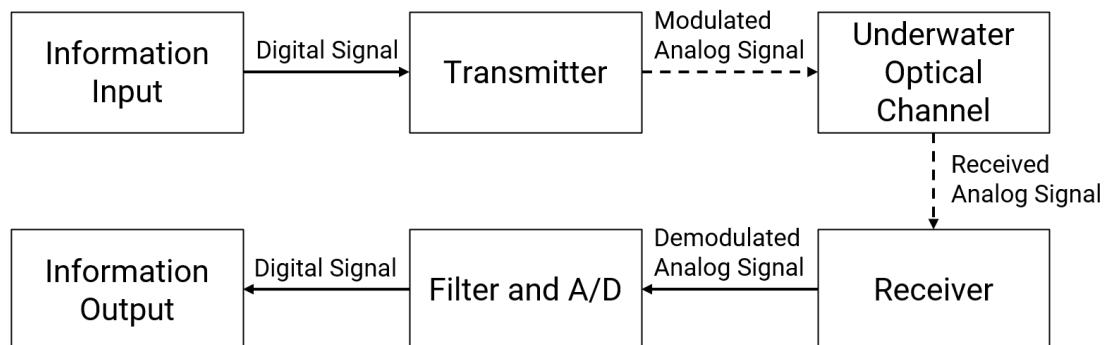 Information
Input
Digital Signal
Transmitter
Modulated
Analog Signal
Underwater
Optical
Channel
Received
Analog Signal
Information
Output
Digital Signal
Filter and A/D
Demodulated
Analog Signal
Receiver